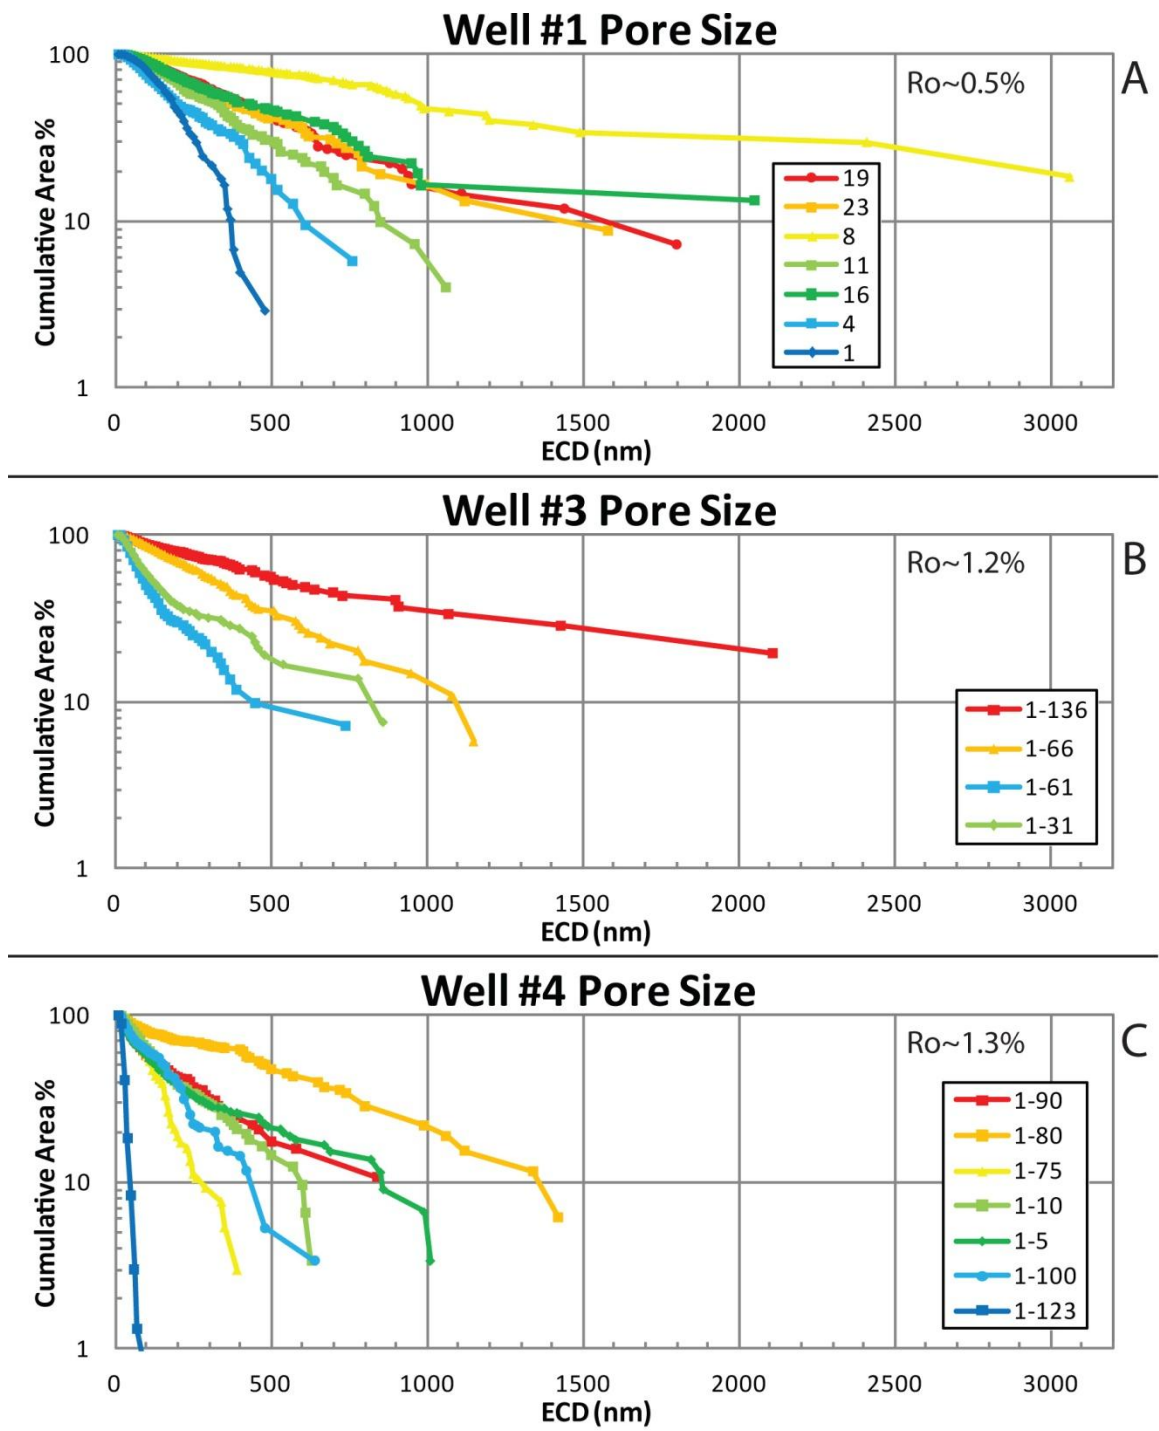 Well #1 Pore Size
A
Ro~0.5%
Cumulative Area %
100
10
1
19
23
8
11
16
4
1
0 500 1000 1500 2000 2500 3000
ECD (nm)
Well #3 Pore Size
B
Ro~1.2%
Cumulative Area %
100
10
1
1-136
1-66
1-61
1-31
0 500 1000 1500 2000 2500 3000
ECD (nm)
Well #4 Pore Size
C
Ro~1.3%
Cumulative Area %
100
10
1
1-90
1-80
1-75
1-10
1-5
1-100
1-123
0 500 1000 1500 2000 2500 3000
ECD (nm)